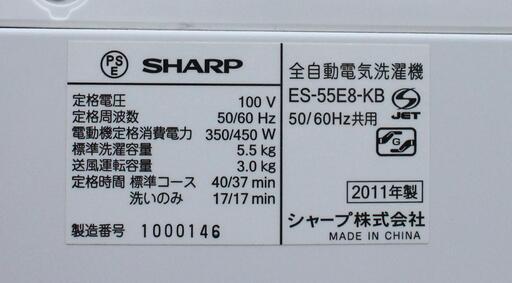 PS
E
SHARP
定格電圧 100 V
定格周波数 50/60 Hz
電動機定格消費電力 350/450 W
標準洗濯容量 5.5 kg
送風運転容量 3.0 kg
定格時間 標準コース 40/37 min
洗いのみ 17/17 min
製造番号 1000146
全自動電気洗濯機
ES-55E8-KB
JET
50/60Hz共用
G
2011年製
シャープ株式会社
MADE IN CHINA